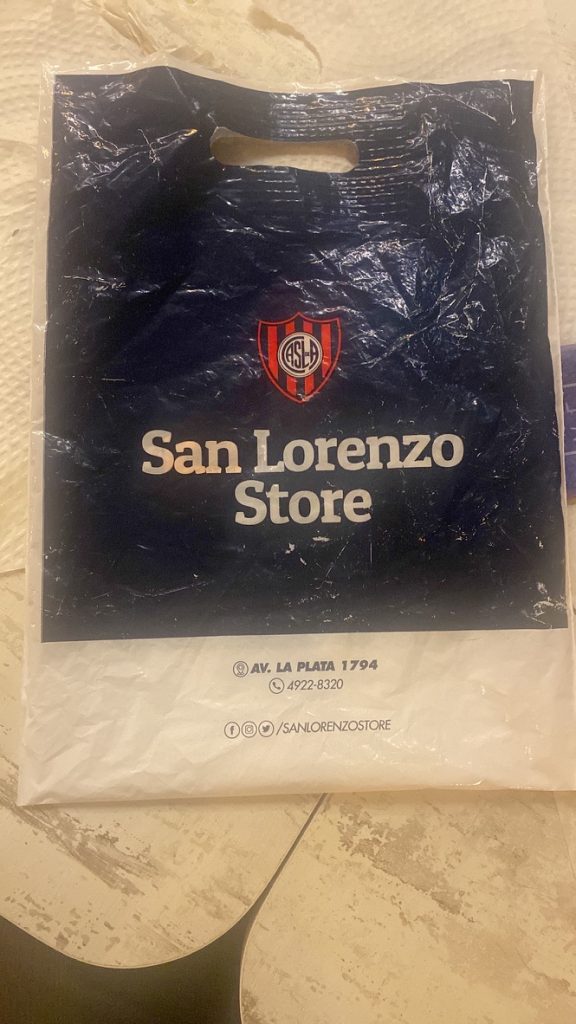 CASLA
San Lorenzo
Store
AV. LA PLATA 1794
4922-8320
/SANLORENZOSTORE